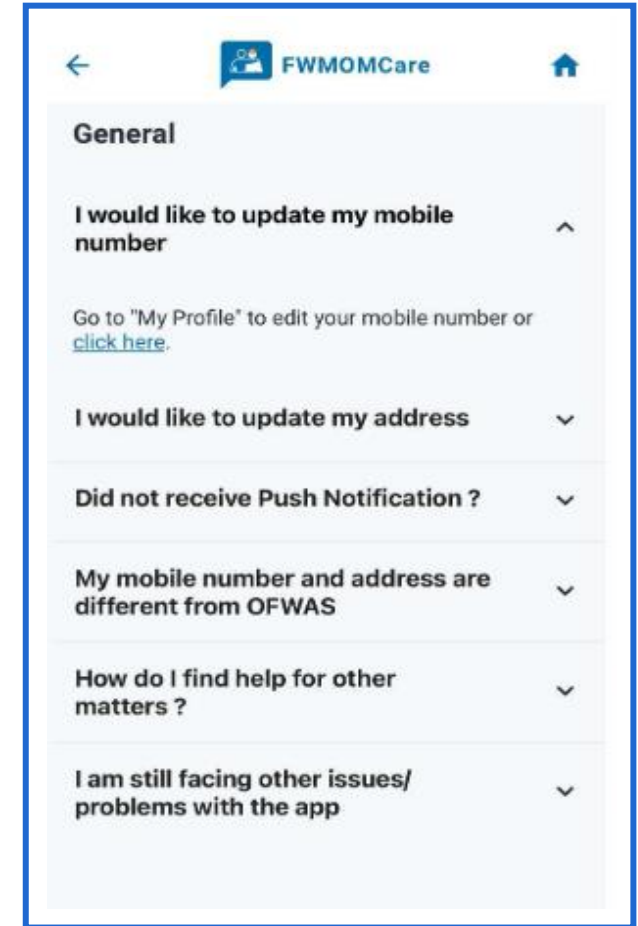 FWMOMCare
General
I would like to update my mobile
number
Go to "My Profile" to edit your mobile number or
click here.
I would like to update my address
Did not receive Push Notification ?
My mobile number and address are
different from OFWAS
How do I find help for other
matters ?
I am still facing other issues/
problems with the app